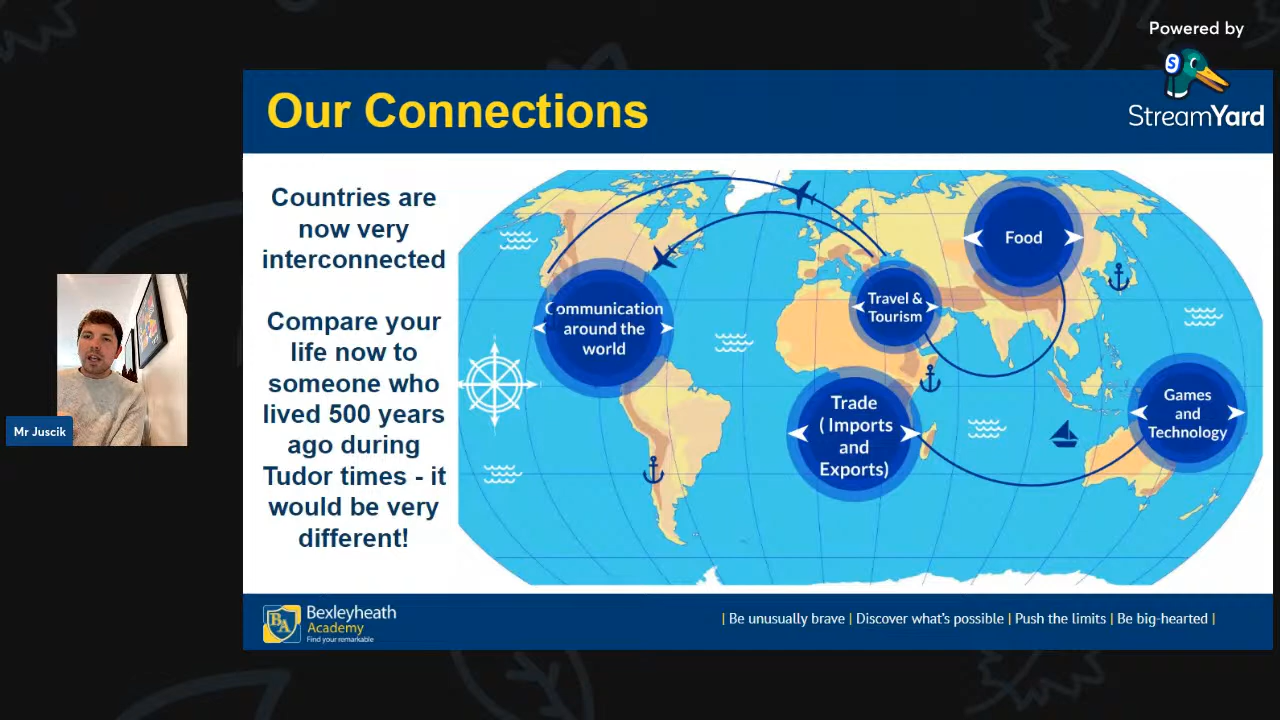 Powered by
StreamYard
Our Connections
Countries are
now very
interconnected
Compare your
life now to
someone who
lived 500 years
ago during
Tudor times - it
would be very
different!
Communication
around the
world
Travel &
Tourism
Food
Trade
( Imports
and
Exports)
Games
and
Technology
Mr Juscik
BA
Bexleyheath
Academy
Find your remarkable
| Be unusually brave | Discover what's possible | Push the limits | Be big-hearted |